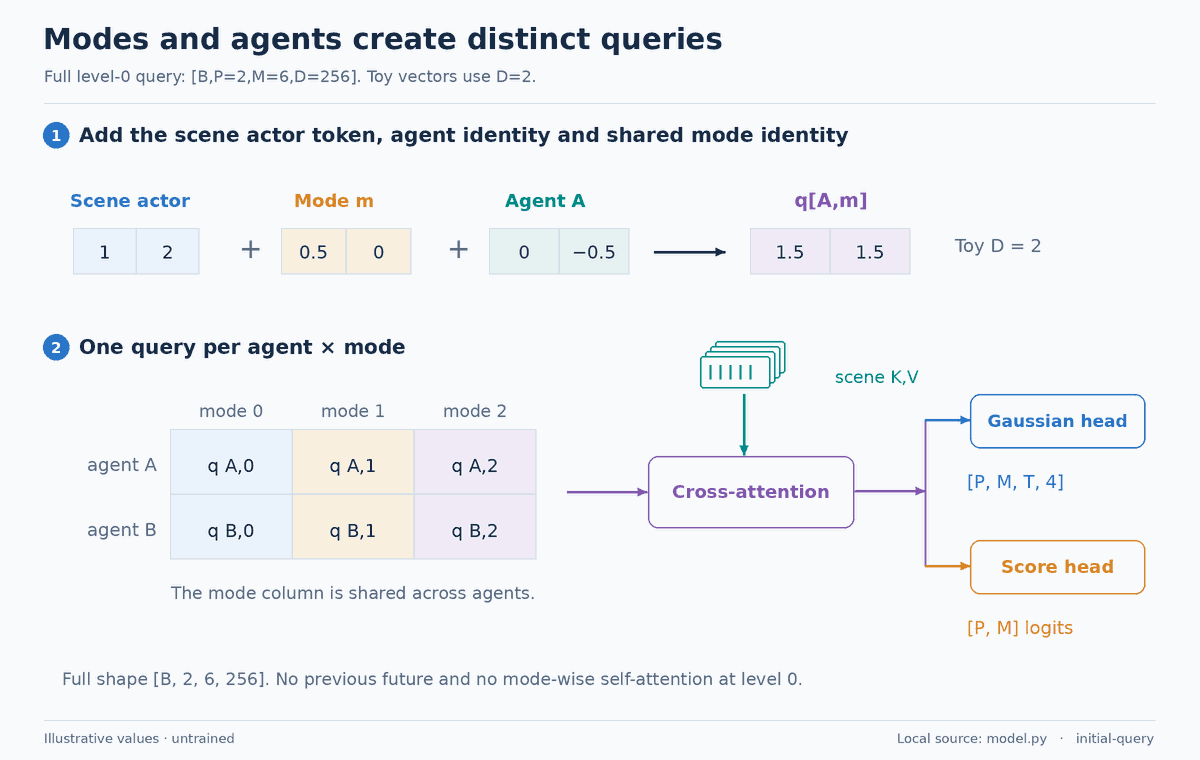 Modes and agents create distinct queries
Full level-0 query: [B,P=2,M=6,D=256]. Toy vectors use D=2.
1 Add the scene actor token, agent identity and shared mode identity
Scene actor Mode m Agent A q[A,m]
1 2 + 0.5 0 + 0 −0.5 1.5 1.5 Toy D = 2
2 One query per agent × mode
scene K,V
mode 0 mode 1 mode 2
Gaussian head
agent A q A,0 q A,1 q A,2
[P, M, T, 4]
Cross-attention
agent B q B,0 q B,1 q B,2
Score head
The mode column is shared across agents.
[P, M] logits
Full shape [B, 2, 6, 256]. No previous future and no mode-wise self-attention at level 0.
Illustrative values · untrained
Local source: model.py · initial-query